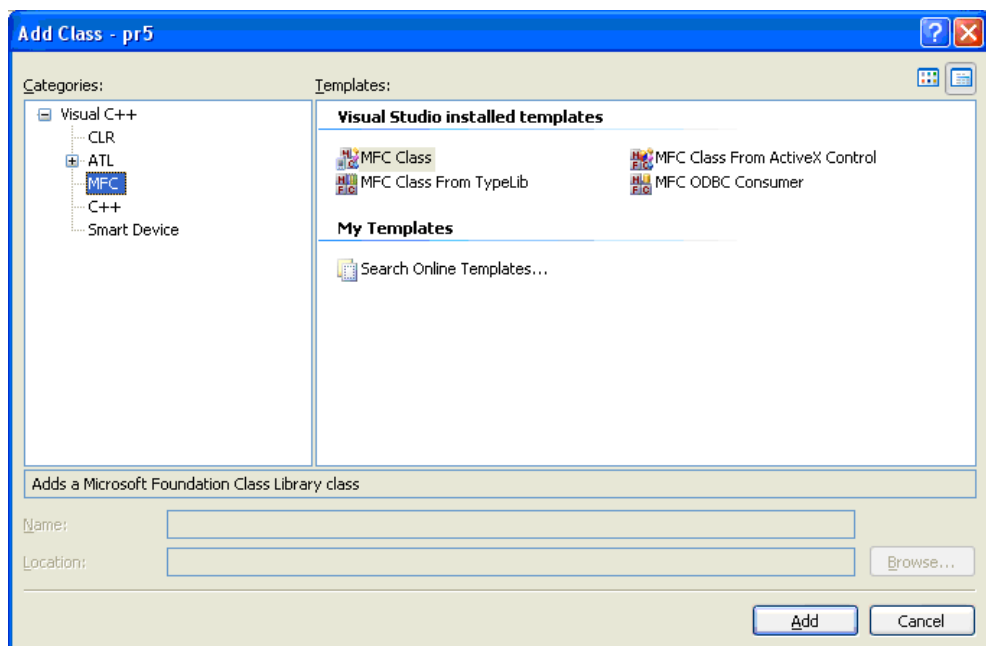 Add Class - pr5
Categories:
Templates:
Visual C++
CLR
ATL
MFC
C++
Smart Device
Visual Studio installed templates
MFC Class
MFC Class From ActiveX Control
MFC Class From TypeLib
MFC ODBC Consumer
My Templates
Search Online Templates...
Adds a Microsoft Foundation Class Library class
Name:
Location:
Browse...
Add
Cancel